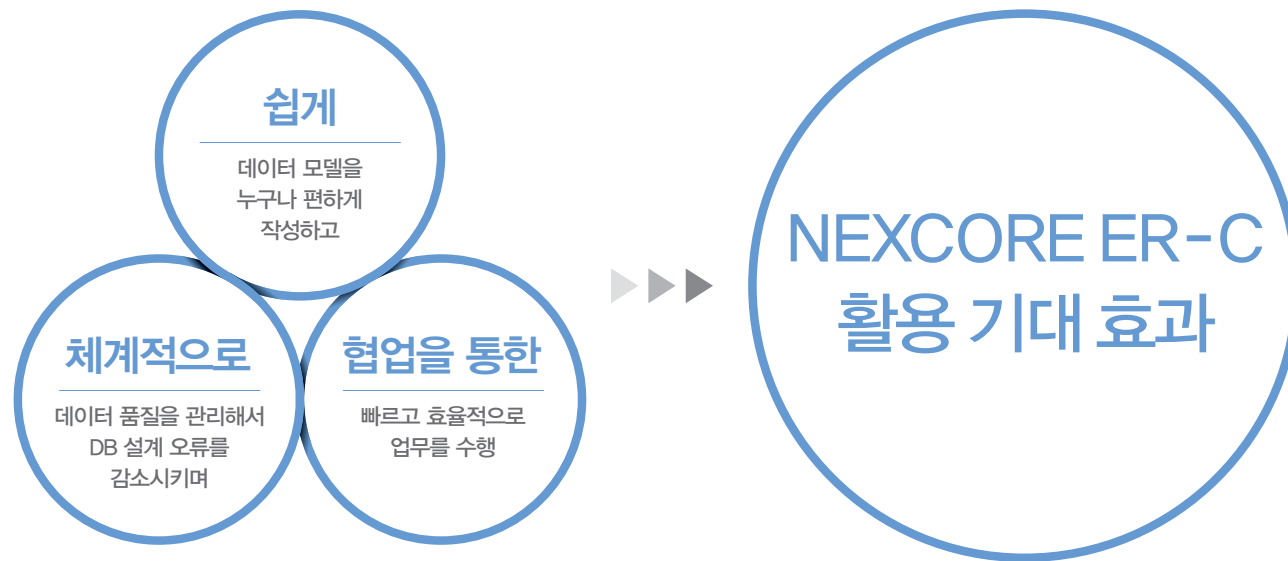 쉽게
데이터 모델을
누구나 편하게
작성하고
체계적으로
데이터 품질을 관리해서
DB 설계 오류를
감소시키며
협업을 통한
빠르고 효율적으로
업무를 수행
NEXCORE ER-C
활용 기대 효과